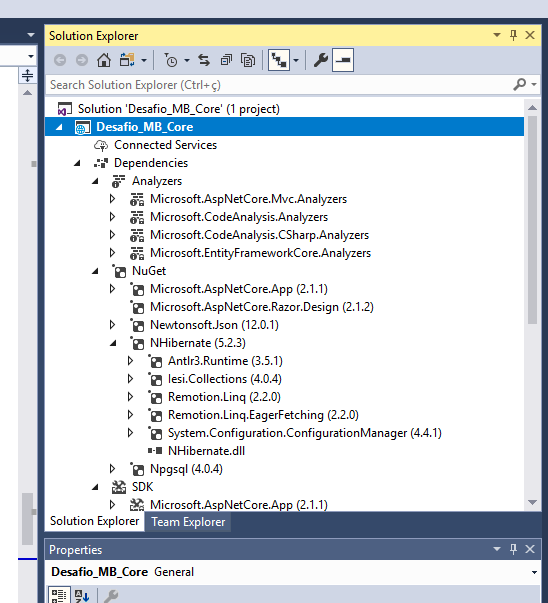 Solution Explorer
Search Solution Explorer (Ctrl+ç)
Solution 'Desafio_MB_Core' (1 project)
Desafio_MB_Core
Connected Services
Dependencies
Analyzers
Microsoft.AspNetCore.Mvc.Analyzers
Microsoft.CodeAnalysis.Analyzers
Microsoft.CodeAnalysis.CSharp.Analyzers
Microsoft.EntityFrameworkCore.Analyzers
NuGet
Microsoft.AspNetCore.App (2.1.1)
Microsoft.AspNetCore.Razor.Design (2.1.2)
Newtonsoft.Json (12.0.1)
NHibernate (5.2.3)
Antlr3.Runtime (3.5.1)
Iesi.Collections (4.0.4)
Remotion.Linq (2.2.0)
Remotion.Linq.EagerFetching (2.2.0)
System.Configuration.ConfigurationManager (4.4.1)
NHibernate.dll
Npgsql (4.0.4)
SDK
Microsoft.AspNetCore.App (2.1.1)
Solution Explorer Team Explorer
Properties
Desafio_MB_Core General